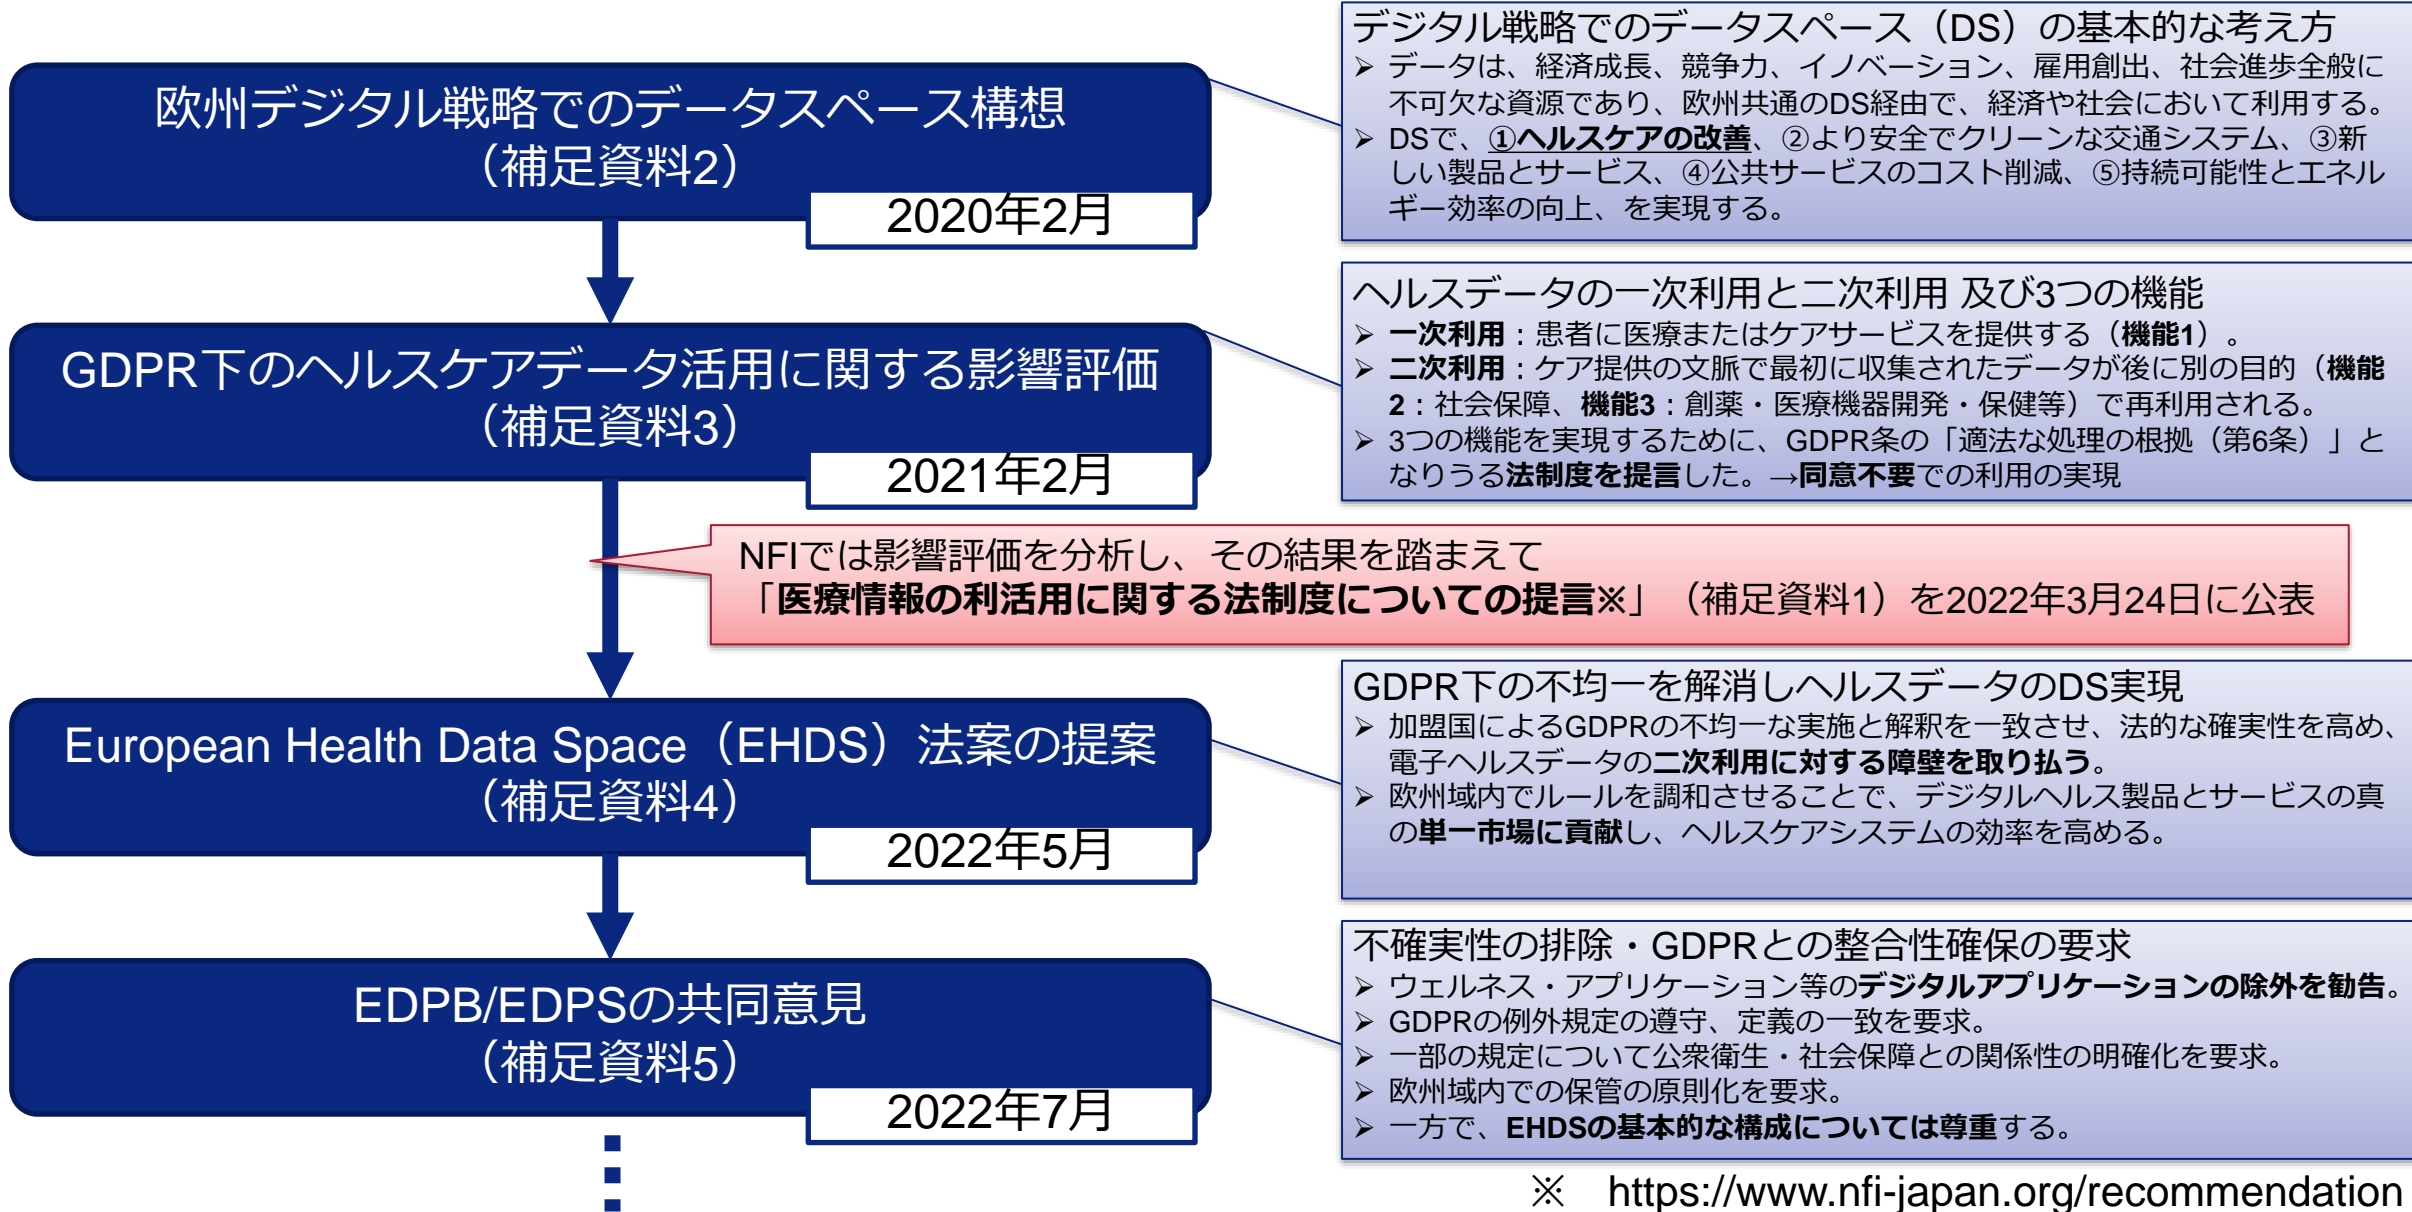 欧州デジタル戦略でのデータスペース構想
（補足資料2）
2020年2月
デジタル戦略でのデータスペース（DS）の基本的な考え方
➢ データは、経済成長、競争力、イノベーション、雇用創出、社会進歩全般に
不可欠な資源であり、欧州共通のDS経由で、経済や社会において利用する。
➢ DSで、①ヘルスケアの改善、②より安全でクリーンな交通システム、③新
しい製品とサービス、④公共サービスのコスト削減、⑤持続可能性とエネル
ギー効率の向上、を実現する。
GDPR下のヘルスケアデータ活用に関する影響評価
（補足資料3）
2021年2月
ヘルスデータの一次利用と二次利用 及び3つの機能
➢ 一次利用：患者に医療またはケアサービスを提供する（機能1）。
➢ 二次利用：ケア提供の文脈で最初に収集されたデータが後に別の目的（機能
2：社会保障、機能3：創薬・医療機器開発・保健等）で再利用される。
➢ 3つの機能を実現するために、GDPR条の「適法な処理の根拠（第6条）」と
なりうる法制度を提言した。→同意不要での利用の実現
NFIでは影響評価を分析し、その結果を踏まえて
「医療情報の利活用に関する法制度についての提言※」（補足資料1）を2022年3月24日に公表
European Health Data Space（EHDS）法案の提案
（補足資料4）
2022年5月
GDPR下の不均一を解消しヘルスデータのDS実現
➢ 加盟国によるGDPRの不均一な実施と解釈を一致させ、法的な確実性を高め、
電子ヘルスデータの二次利用に対する障壁を取り払う。
➢ 欧州域内でルールを調和させることで、デジタルヘルス製品とサービスの真
の単一市場に貢献し、ヘルスケアシステムの効率を高める。
EDPB/EDPSの共同意見
（補足資料5）
2022年7月
不確実性の排除・GDPRとの整合性確保の要求
➢ ウェルネス・アプリケーション等のデジタルアプリケーションの除外を勧告。
➢ GDPRの例外規定の遵守、定義の一致を要求。
➢ 一部の規定について公衆衛生・社会保障との関係性の明確化を要求。
➢ 欧州域内での保管の原則化を要求。
➢ 一方で、EHDSの基本的な構成については尊重する。
※ https://www.nfi-japan.org/recommendation